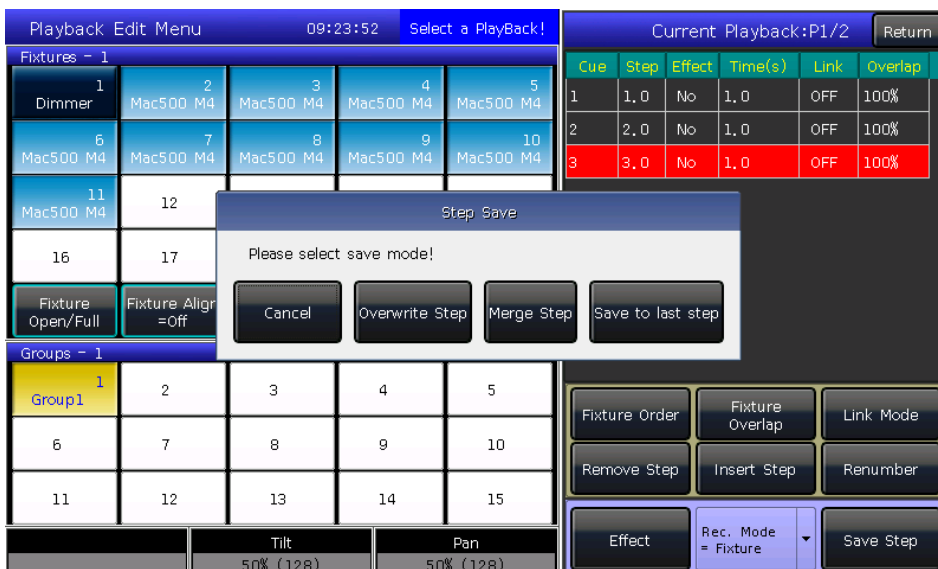 Playback Edit Menu 09:23:52 Select a PlayBack!
Fixtures - 1
1 2 3 4 5
Dimmer Mac500 M4 Mac500 M4 Mac500 M4 Mac500 M4
6 7 8 9 10
Mac500 M4 Mac500 M4 Mac500 M4 Mac500 M4 Mac500 M4
11
Mac500 M4
12
16 17
Fixture Open/Full
Fixture Align =Off
Groups - 1
1 2 3 4 5
Group1
6 7 8 9 10
11 12 13 14 15
Tilt Pan
50% (128) 50% (128)
Step Save
Please select save mode!
Cancel Overwrite Step Merge Step Save to last step
Current Playback:P1/2 Return
Cue Step Effect Time(s) Link Overlap
1 1.0 No 1.0 OFF 100%
2 2.0 No 1.0 OFF 100%
3 3.0 No 1.0 OFF 100%
Fixture Order
Fixture
Overlap
Link Mode
Remove Step Insert Step Renumber
Effect
Rec. Mode
= Fixture
Save Step